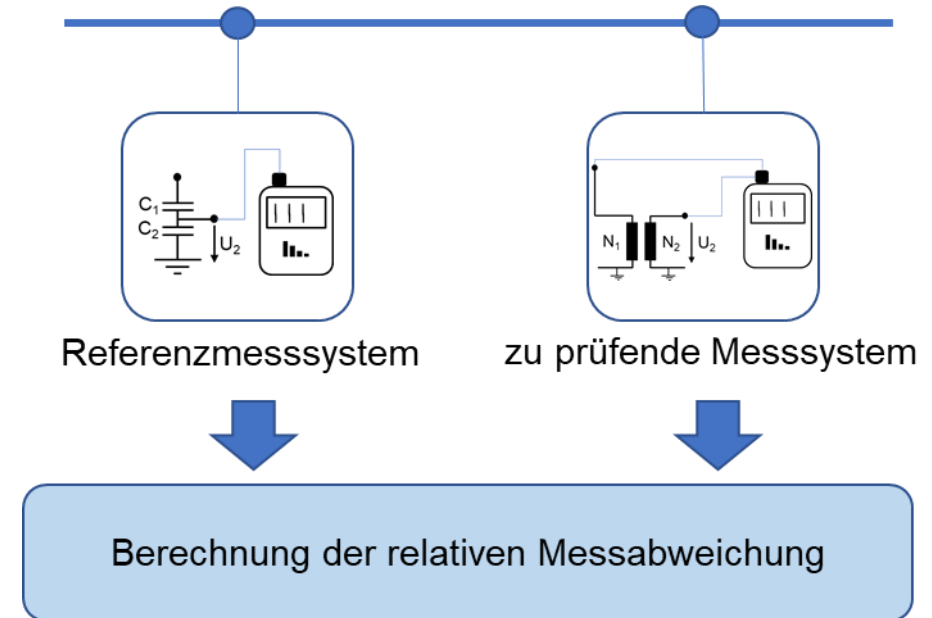 C₁
C₂
U₂
N₁ N₂ U₂
Referenzmesssystem
zu prüfende Messsystem
Berechnung der relativen Messabweichung